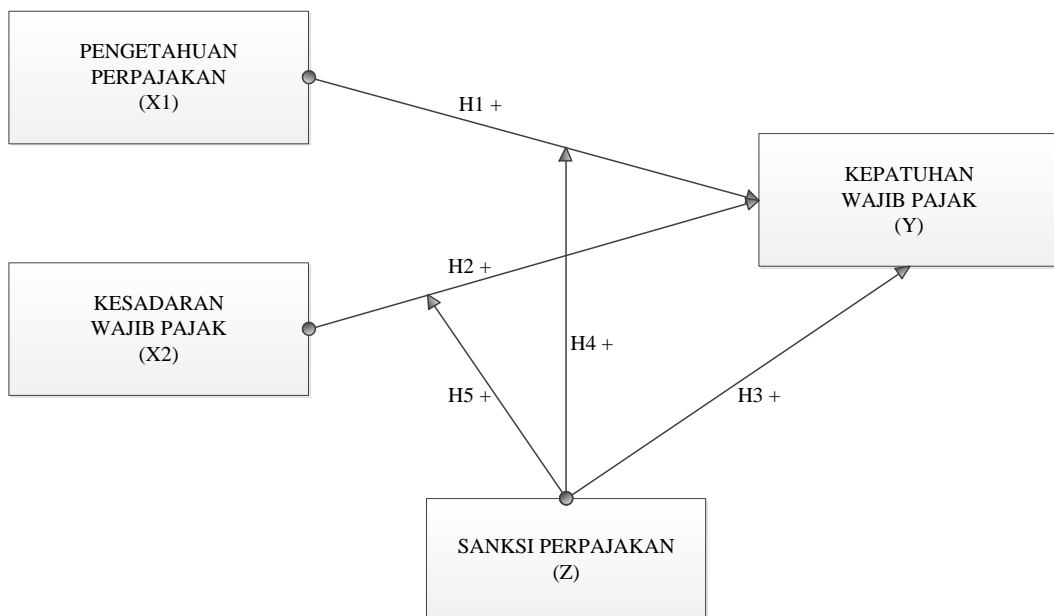 PENGETAHUAN
PERPAJAKAN
(X1)
H1 +
KEPATUHAN
WAJIB PAJAK
(Y)
H2 +
KESADARAN
WAJIB PAJAK
(X2)
H4 +
H5 +
H3 +
SANKSI PERPAJAKAN
(Z)